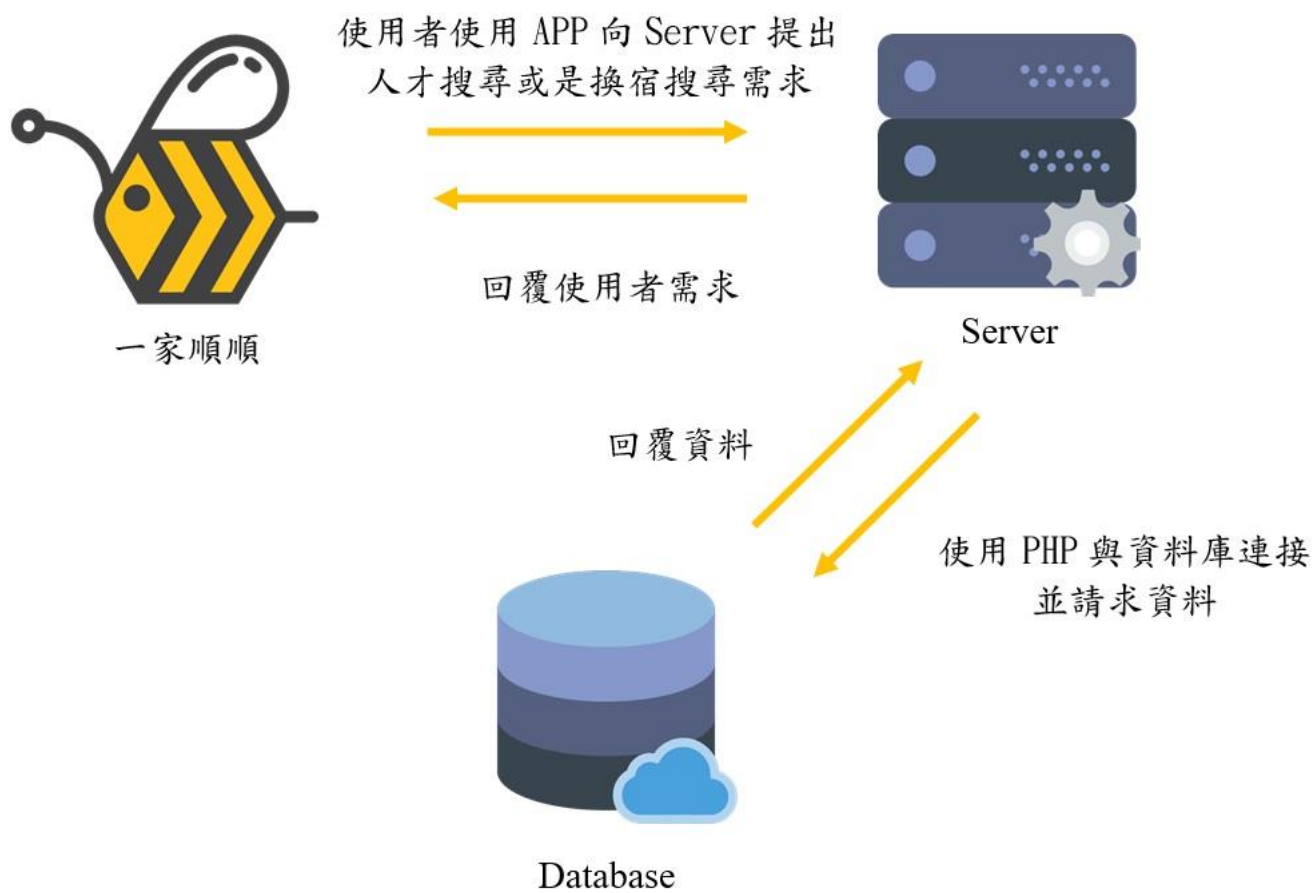 使用者使用 APP 向 Server 提出
人才搜尋或是換宿搜尋需求
回覆使用者需求
一家順順
Server
回覆資料
使用 PHP 與資料庫連接
並請求資料
Database